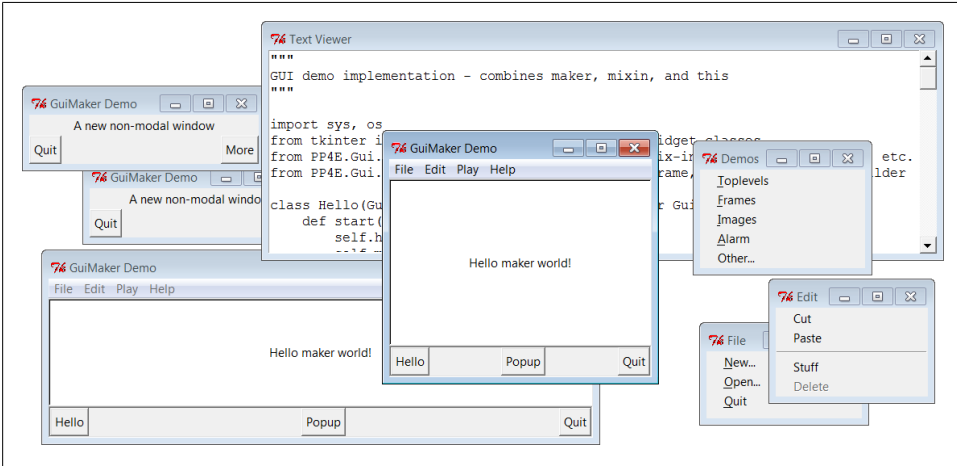 Text Viewer
"""
GUI demo implementation - combines maker, mixin, and this
"""
import sys, os
from tkinter i
idget classes
from PP4E.Gui.
ix-in
etc.
from PP4E.Gui.
rame,
ilder
class Hello(Gu
r Gui
def start(
self.h
self.m
GuiMaker Demo
A new non-modal window
Quit
More
GuiMaker Demo
A new non-modal windo
Quit
GuiMaker Demo
File Edit Play Help
Hello maker world!
Hello
Popup
Quit
GuiMaker Demo
File Edit Play Help
Hello maker world!
Hello
Popup
Quit
Demos
Toplevels
Frames
Images
Alarm
Other...
File
New...
Open...
Quit
Edit
Cut
Paste
Stuff
Delete